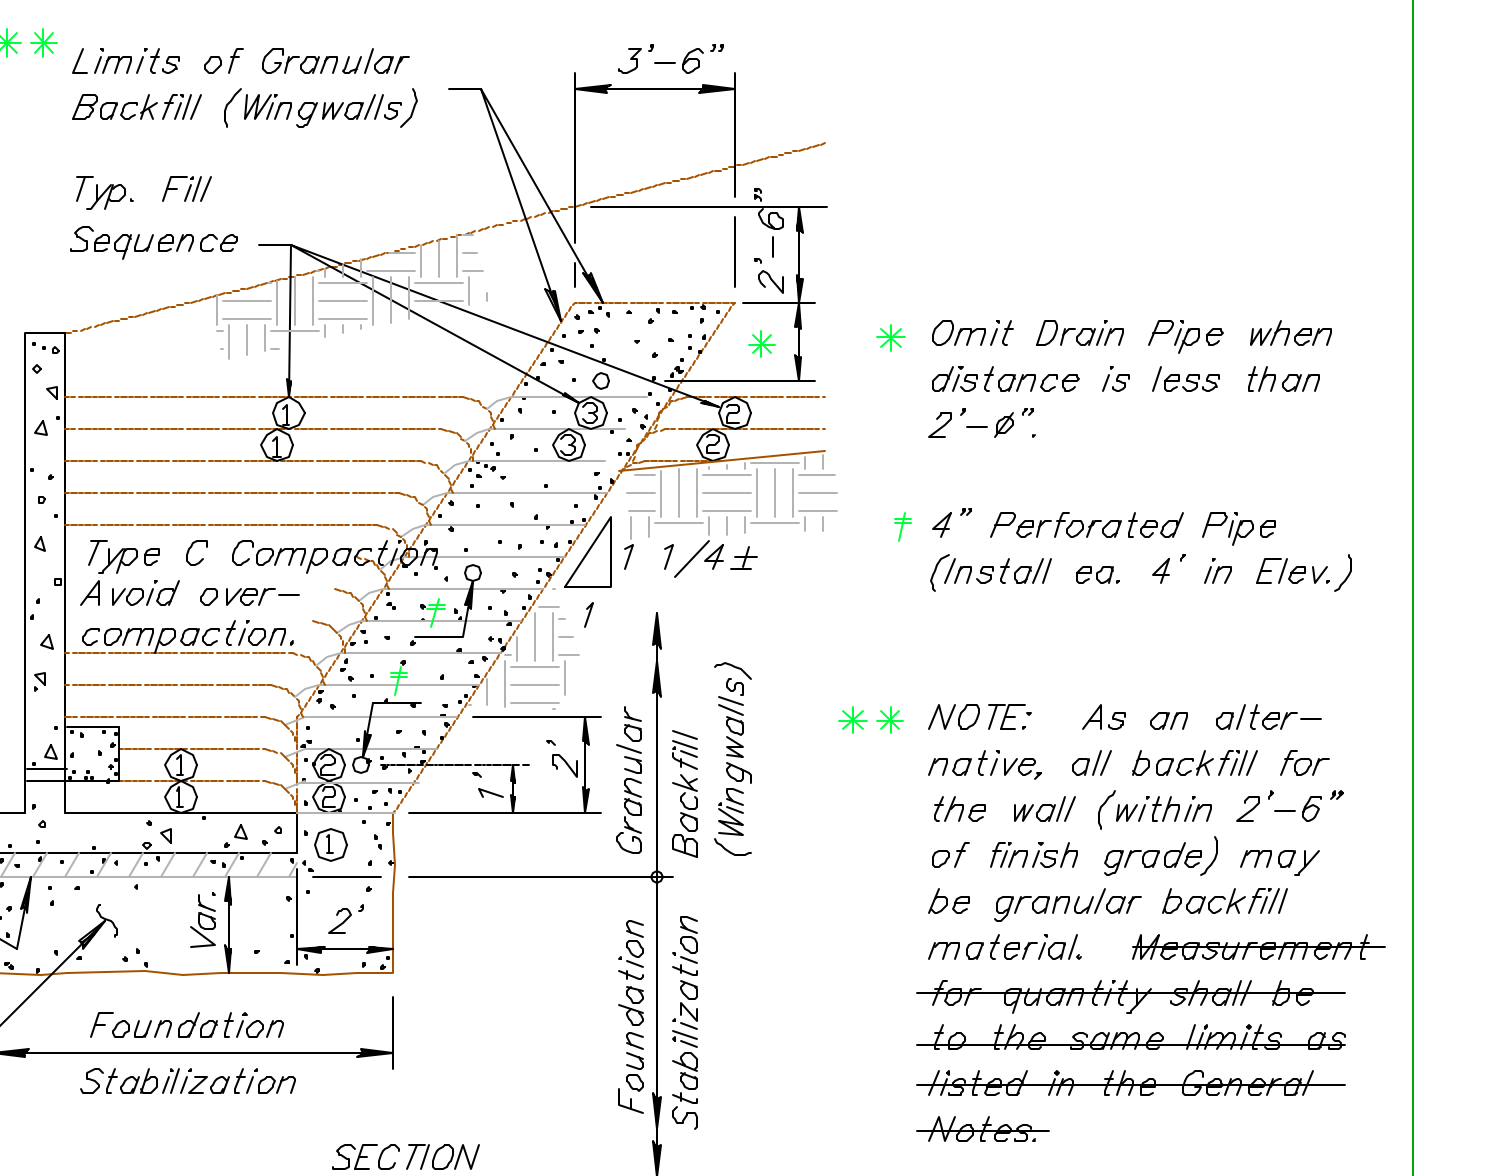 ** Limits of Granular
Backfill (Wingwalls)
3'-6"
Typ. Fill
Sequence
2'-6"
*
* Omit Drain Pipe when
distance is less than
2'-Ø".
1
3
2
1
3
2
‡ 4" Perforated Pipe
(Install ea. 4' in Elev.)
Type C Compaction
Avoid over-
compaction.
1 1/4±
1
‡
‡
** NOTE: As an alter-
native, all backfill for
the wall (within 2'-6"
of finish grade) may
be granular backfill
material. Measurement
for quantity shall be
to the same limits as
listed in the General
Notes.
1
2
1
2
1
1'
2'
Granular
Backfill
(Wingwalls)
Var.
2'
Foundation
Stabilization
Foundation
Stabilization
SECTION